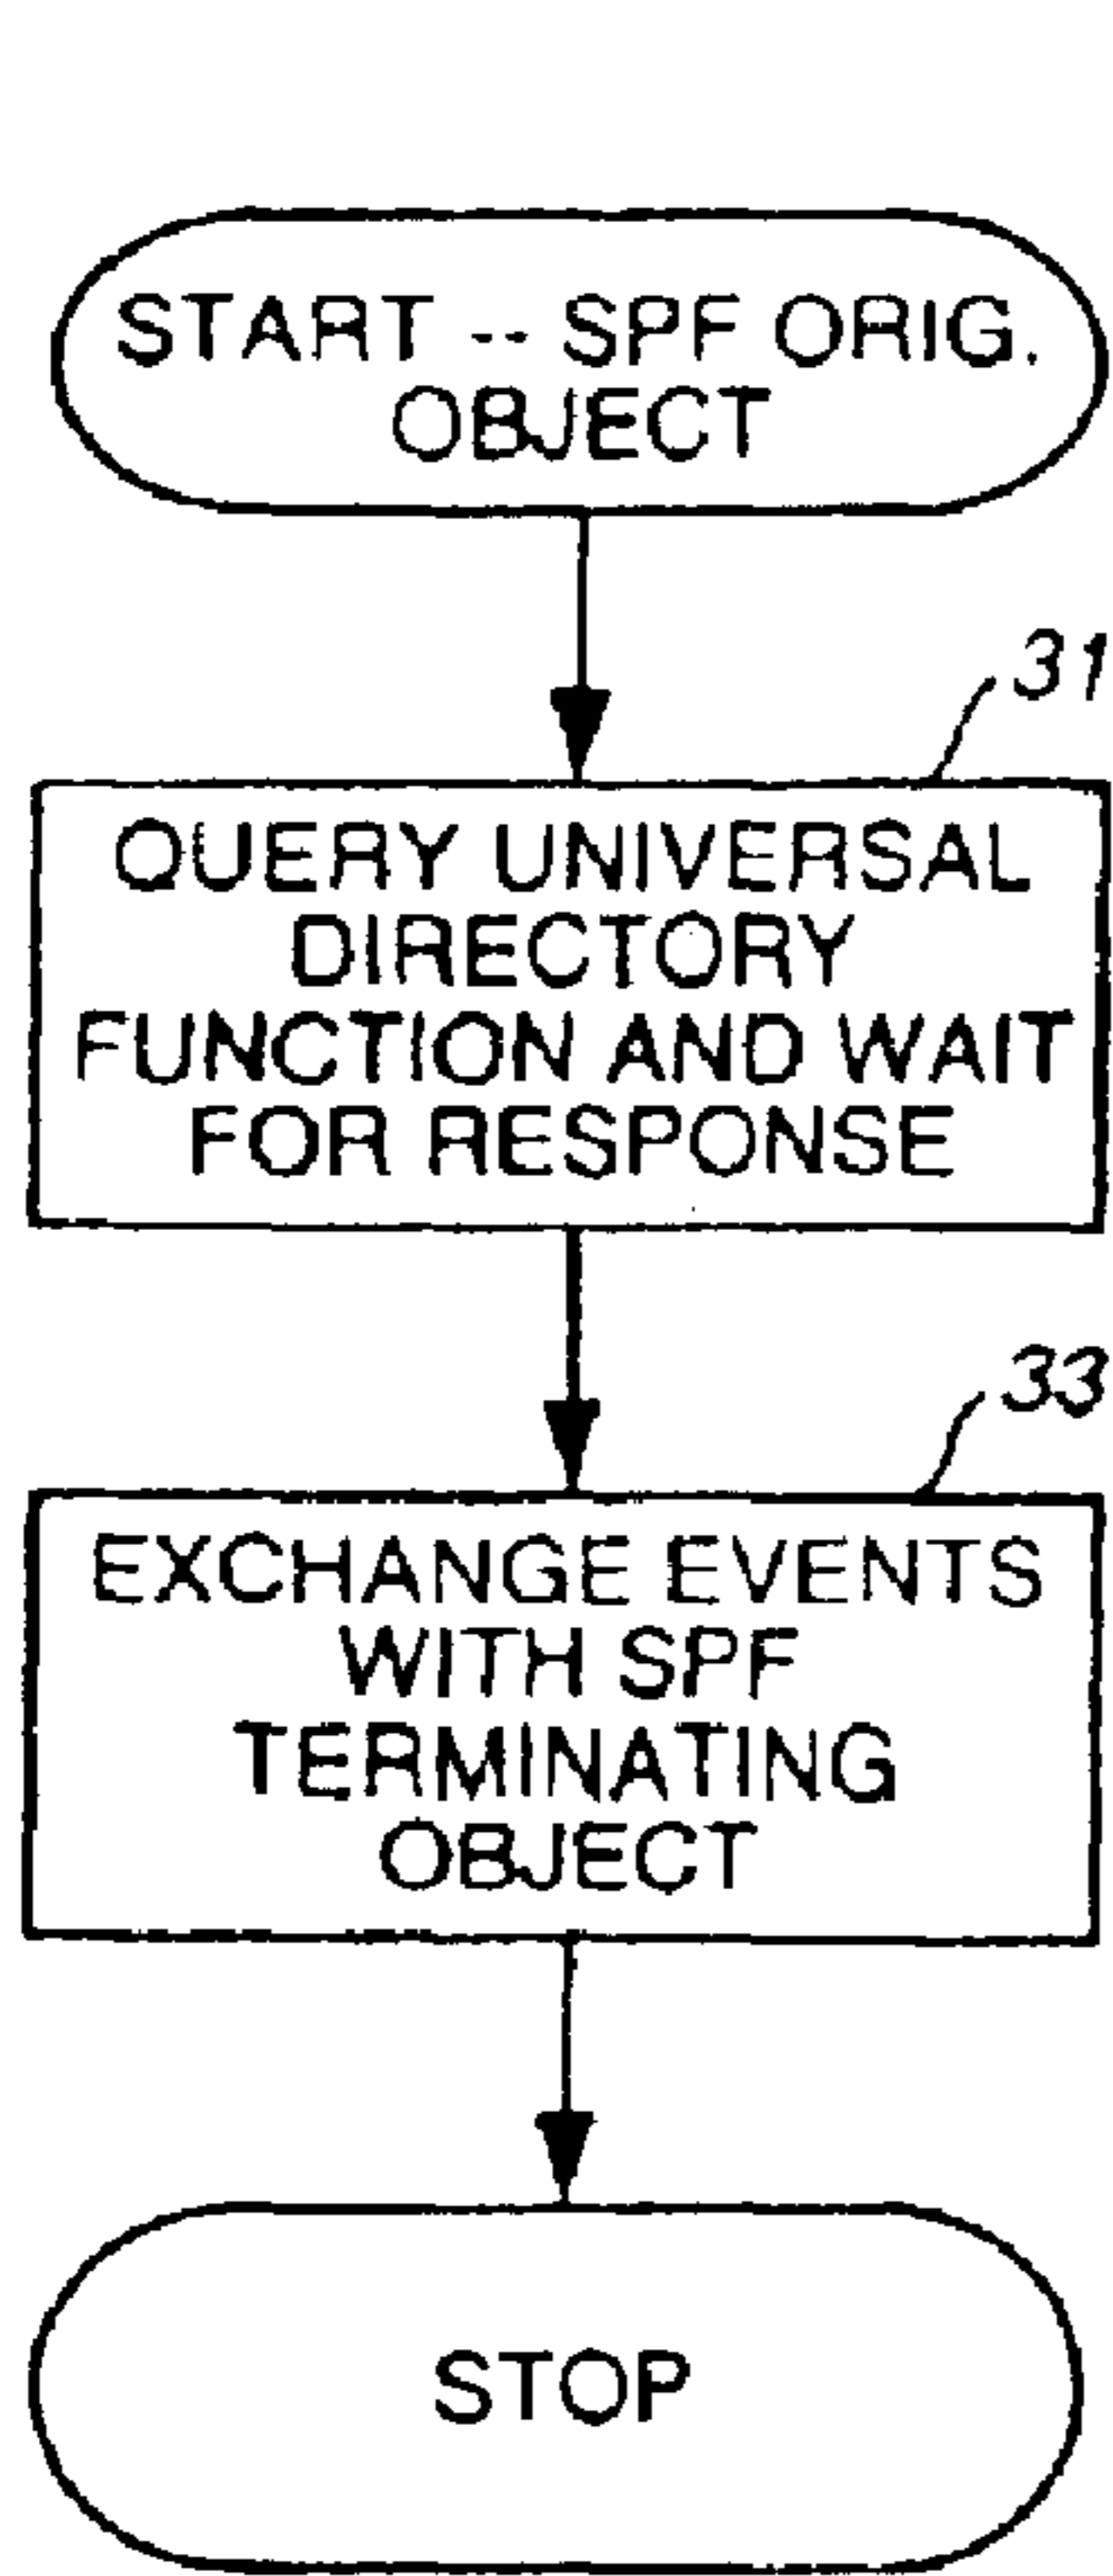 START -- SPF ORIG.
OBJECT
31
QUERY UNIVERSAL
DIRECTORY
FUNCTION AND WAIT
FOR RESPONSE
33
EXCHANGE EVENTS
WITH SPF
TERMINATING
OBJECT
STOP